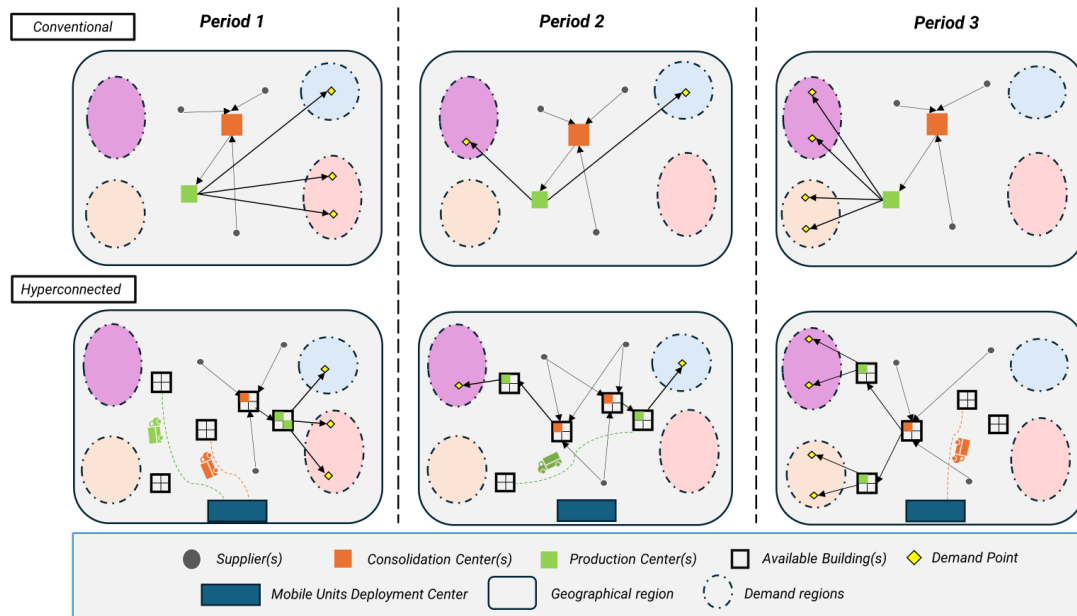 Conventional
Period 1
Period 2
Period 3
Hyperconnected
Supplier(s)
Consolidation Center(s)
Production Center(s)
Available Building(s)
Demand Point
Mobile Units Deployment Center
Geographical region
Demand regions